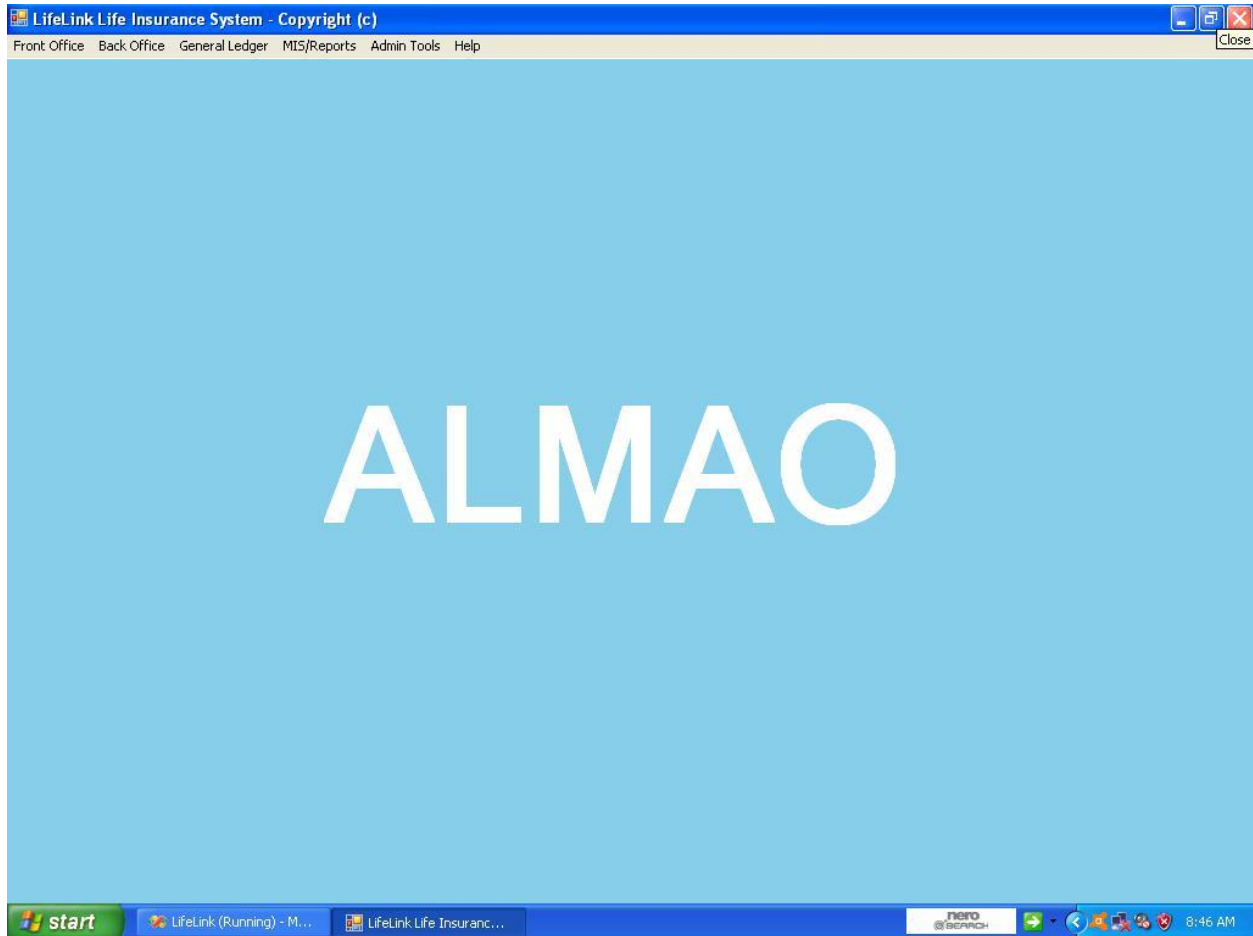 LifeLink Life Insurance System - Copyright (c)
Front Office Back Office General Ledger MIS/Reports Admin Tools Help
Close
ALMAO
start LifeLink (Running) - M... LifeLink Life Insuranc... nero SEARCH 8:46 AM